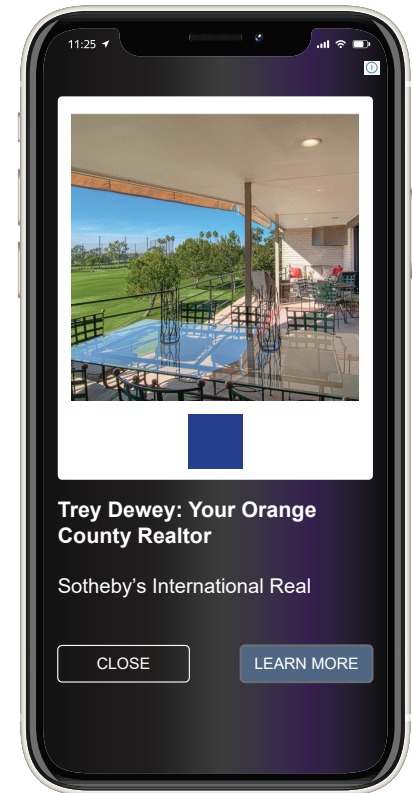 11:25
Trey Dewey: Your Orange
County Realtor
Sotheby's International Real
CLOSE
LEARN MORE